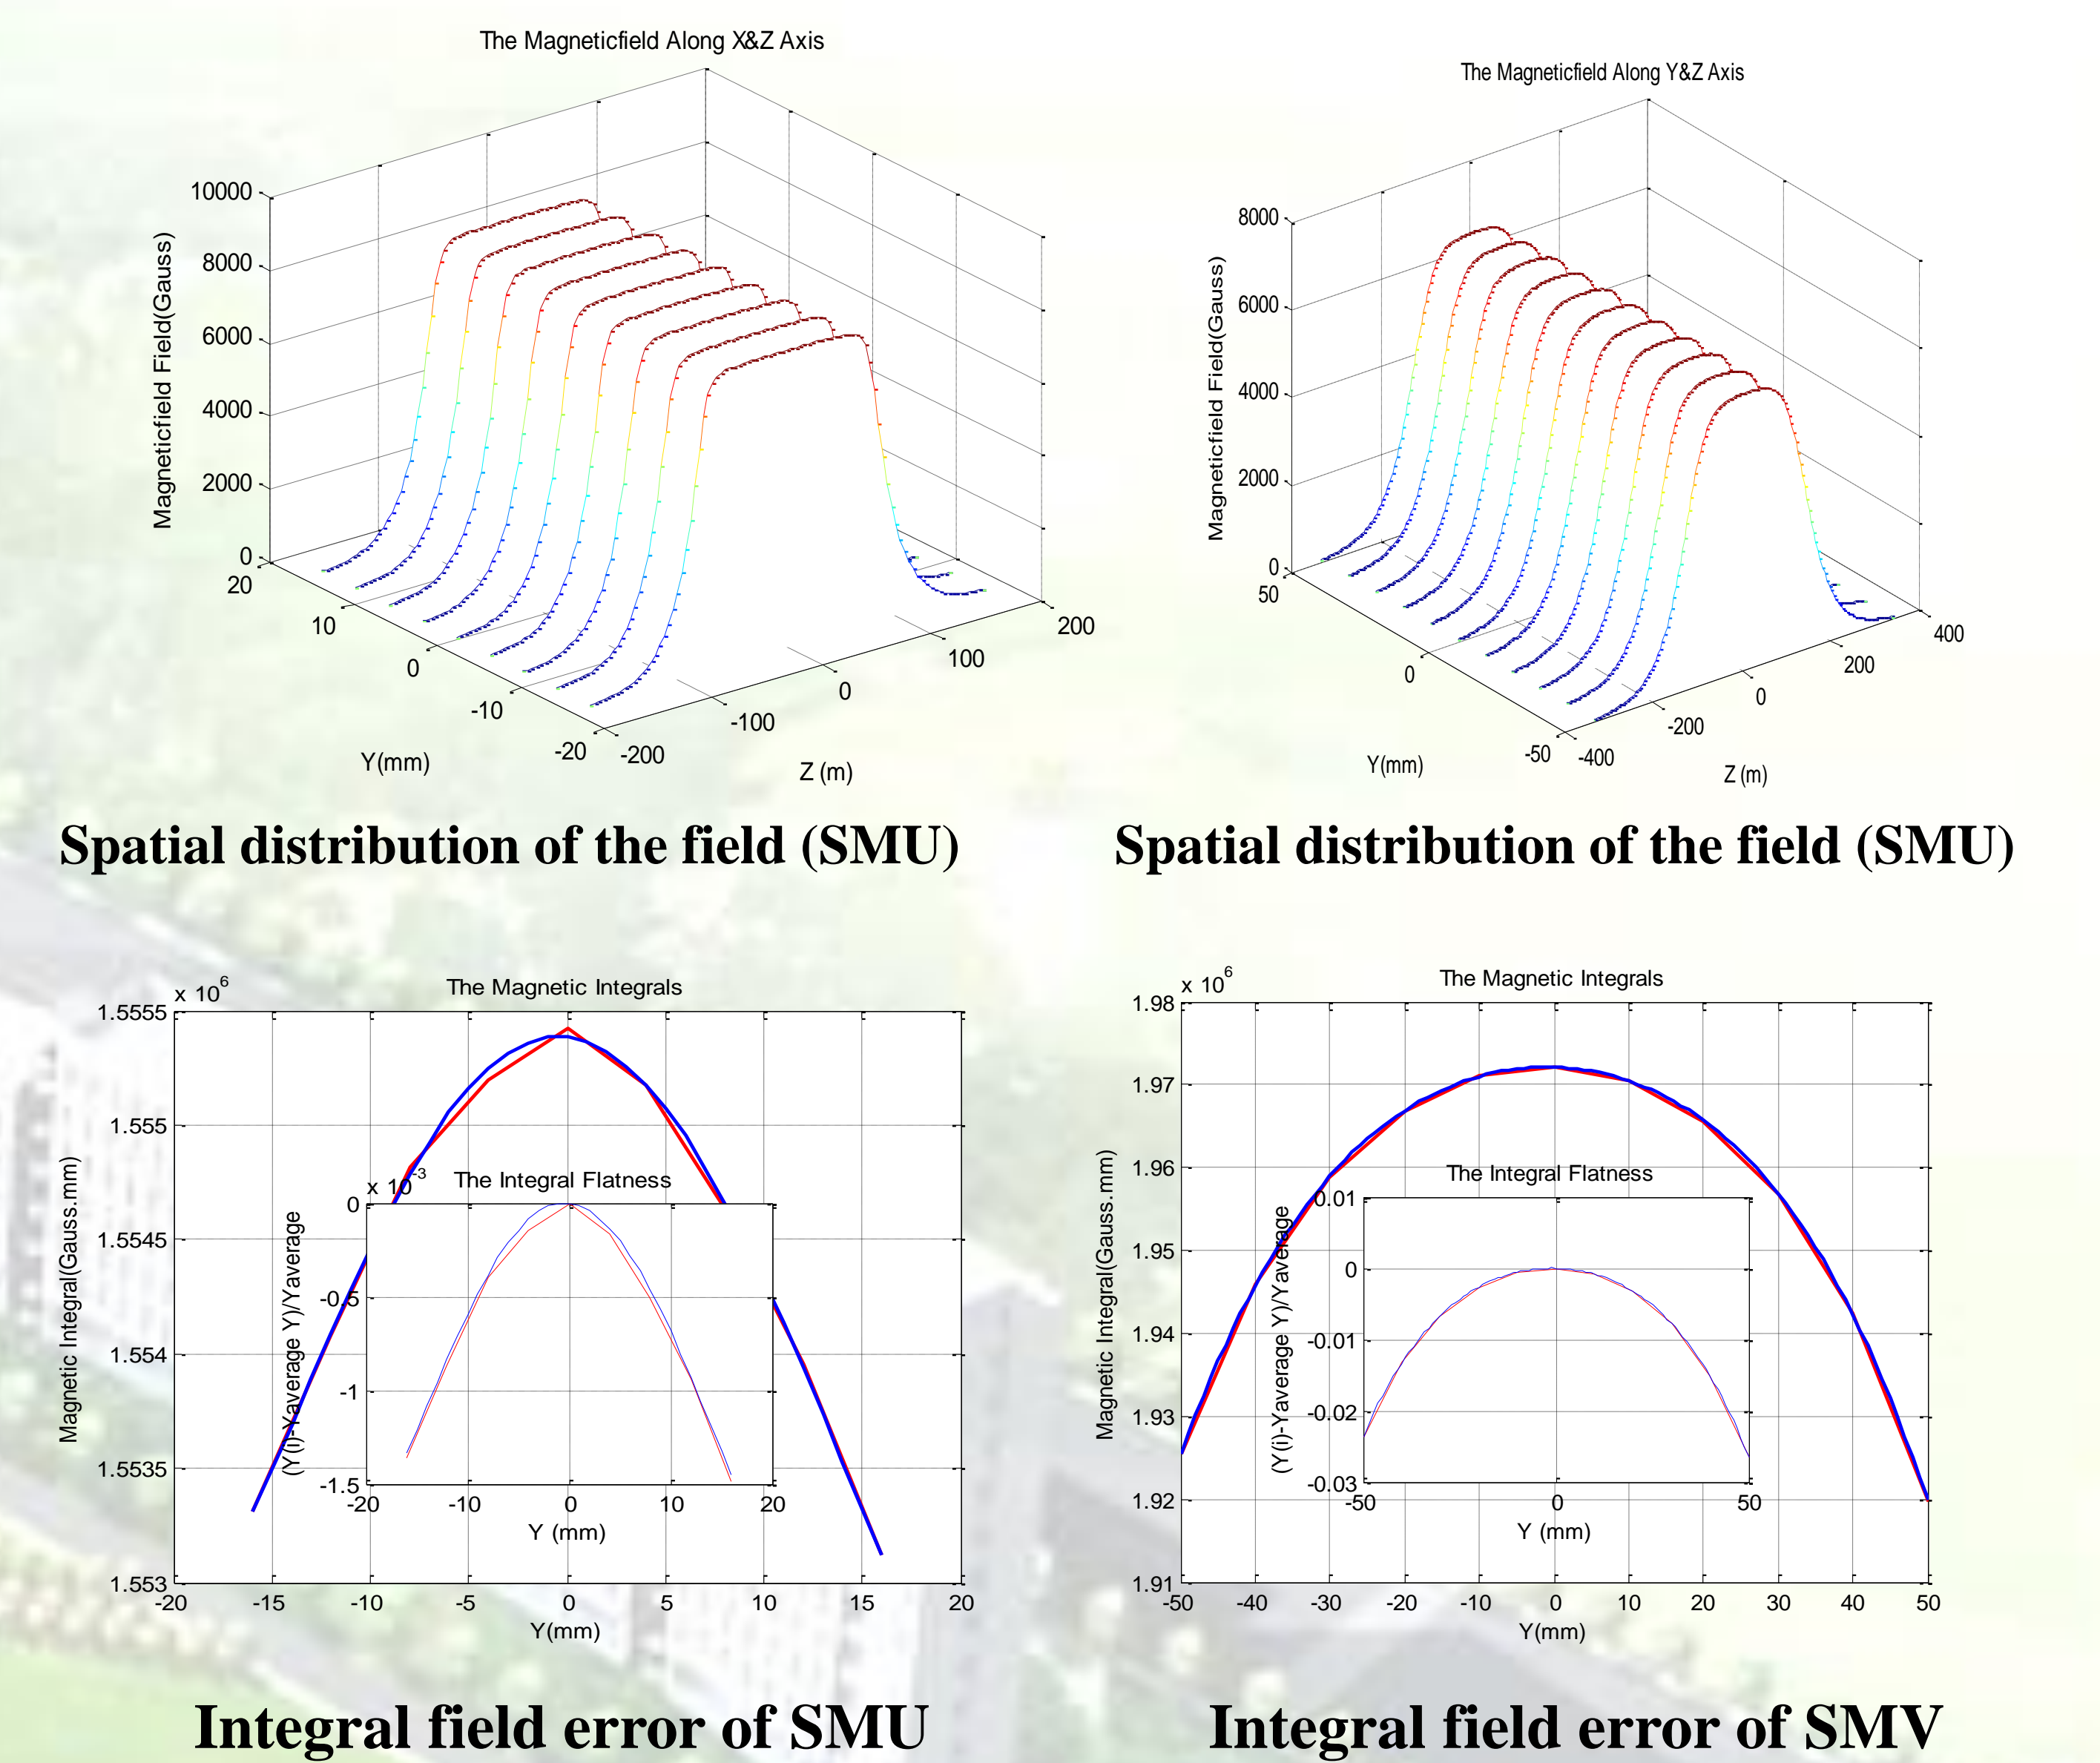 The Magneticfield Along X&Z Axis
10000
8000
6000
4000
2000
0
Magneticfield Field(Gauss)
20
10
0
-10
-20
Y(mm)
-200
-100
0
100
200
Z (m)
Spatial distribution of the field (SMU)
The Magneticfield Along Y&Z Axis
8000
6000
4000
2000
0
Magneticfield Field(Gauss)
50
0
-50
Y(mm)
-400
-200
0
200
400
Z (m)
Spatial distribution of the field (SMU)
The Magnetic Integrals
x 10^6
1.5555
1.555
1.5545
1.554
1.5535
1.553
Magnetic Integral(Gauss.mm)
-20 -15 -10 -5 0 5 10 15 20
Y(mm)
The Integral Flatness
x 10^-3
0
-0.5
-1
-1.5
(Y(i)-Yaverage Y)/Yaverage
-20 -10 0 10 20
Y (mm)
Integral field error of SMU
The Magnetic Integrals
x 10^6
1.98
1.97
1.96
1.95
1.94
1.93
1.92
1.91
Magnetic Integral(Gauss.mm)
-50 -40 -30 -20 -10 0 10 20 30 40 50
Y(mm)
The Integral Flatness
0.01
0
-0.01
-0.02
-0.03
(Y(i)-Yaverage Y)/Yaverage
-50 0 50
Y (mm)
Integral field error of SMV